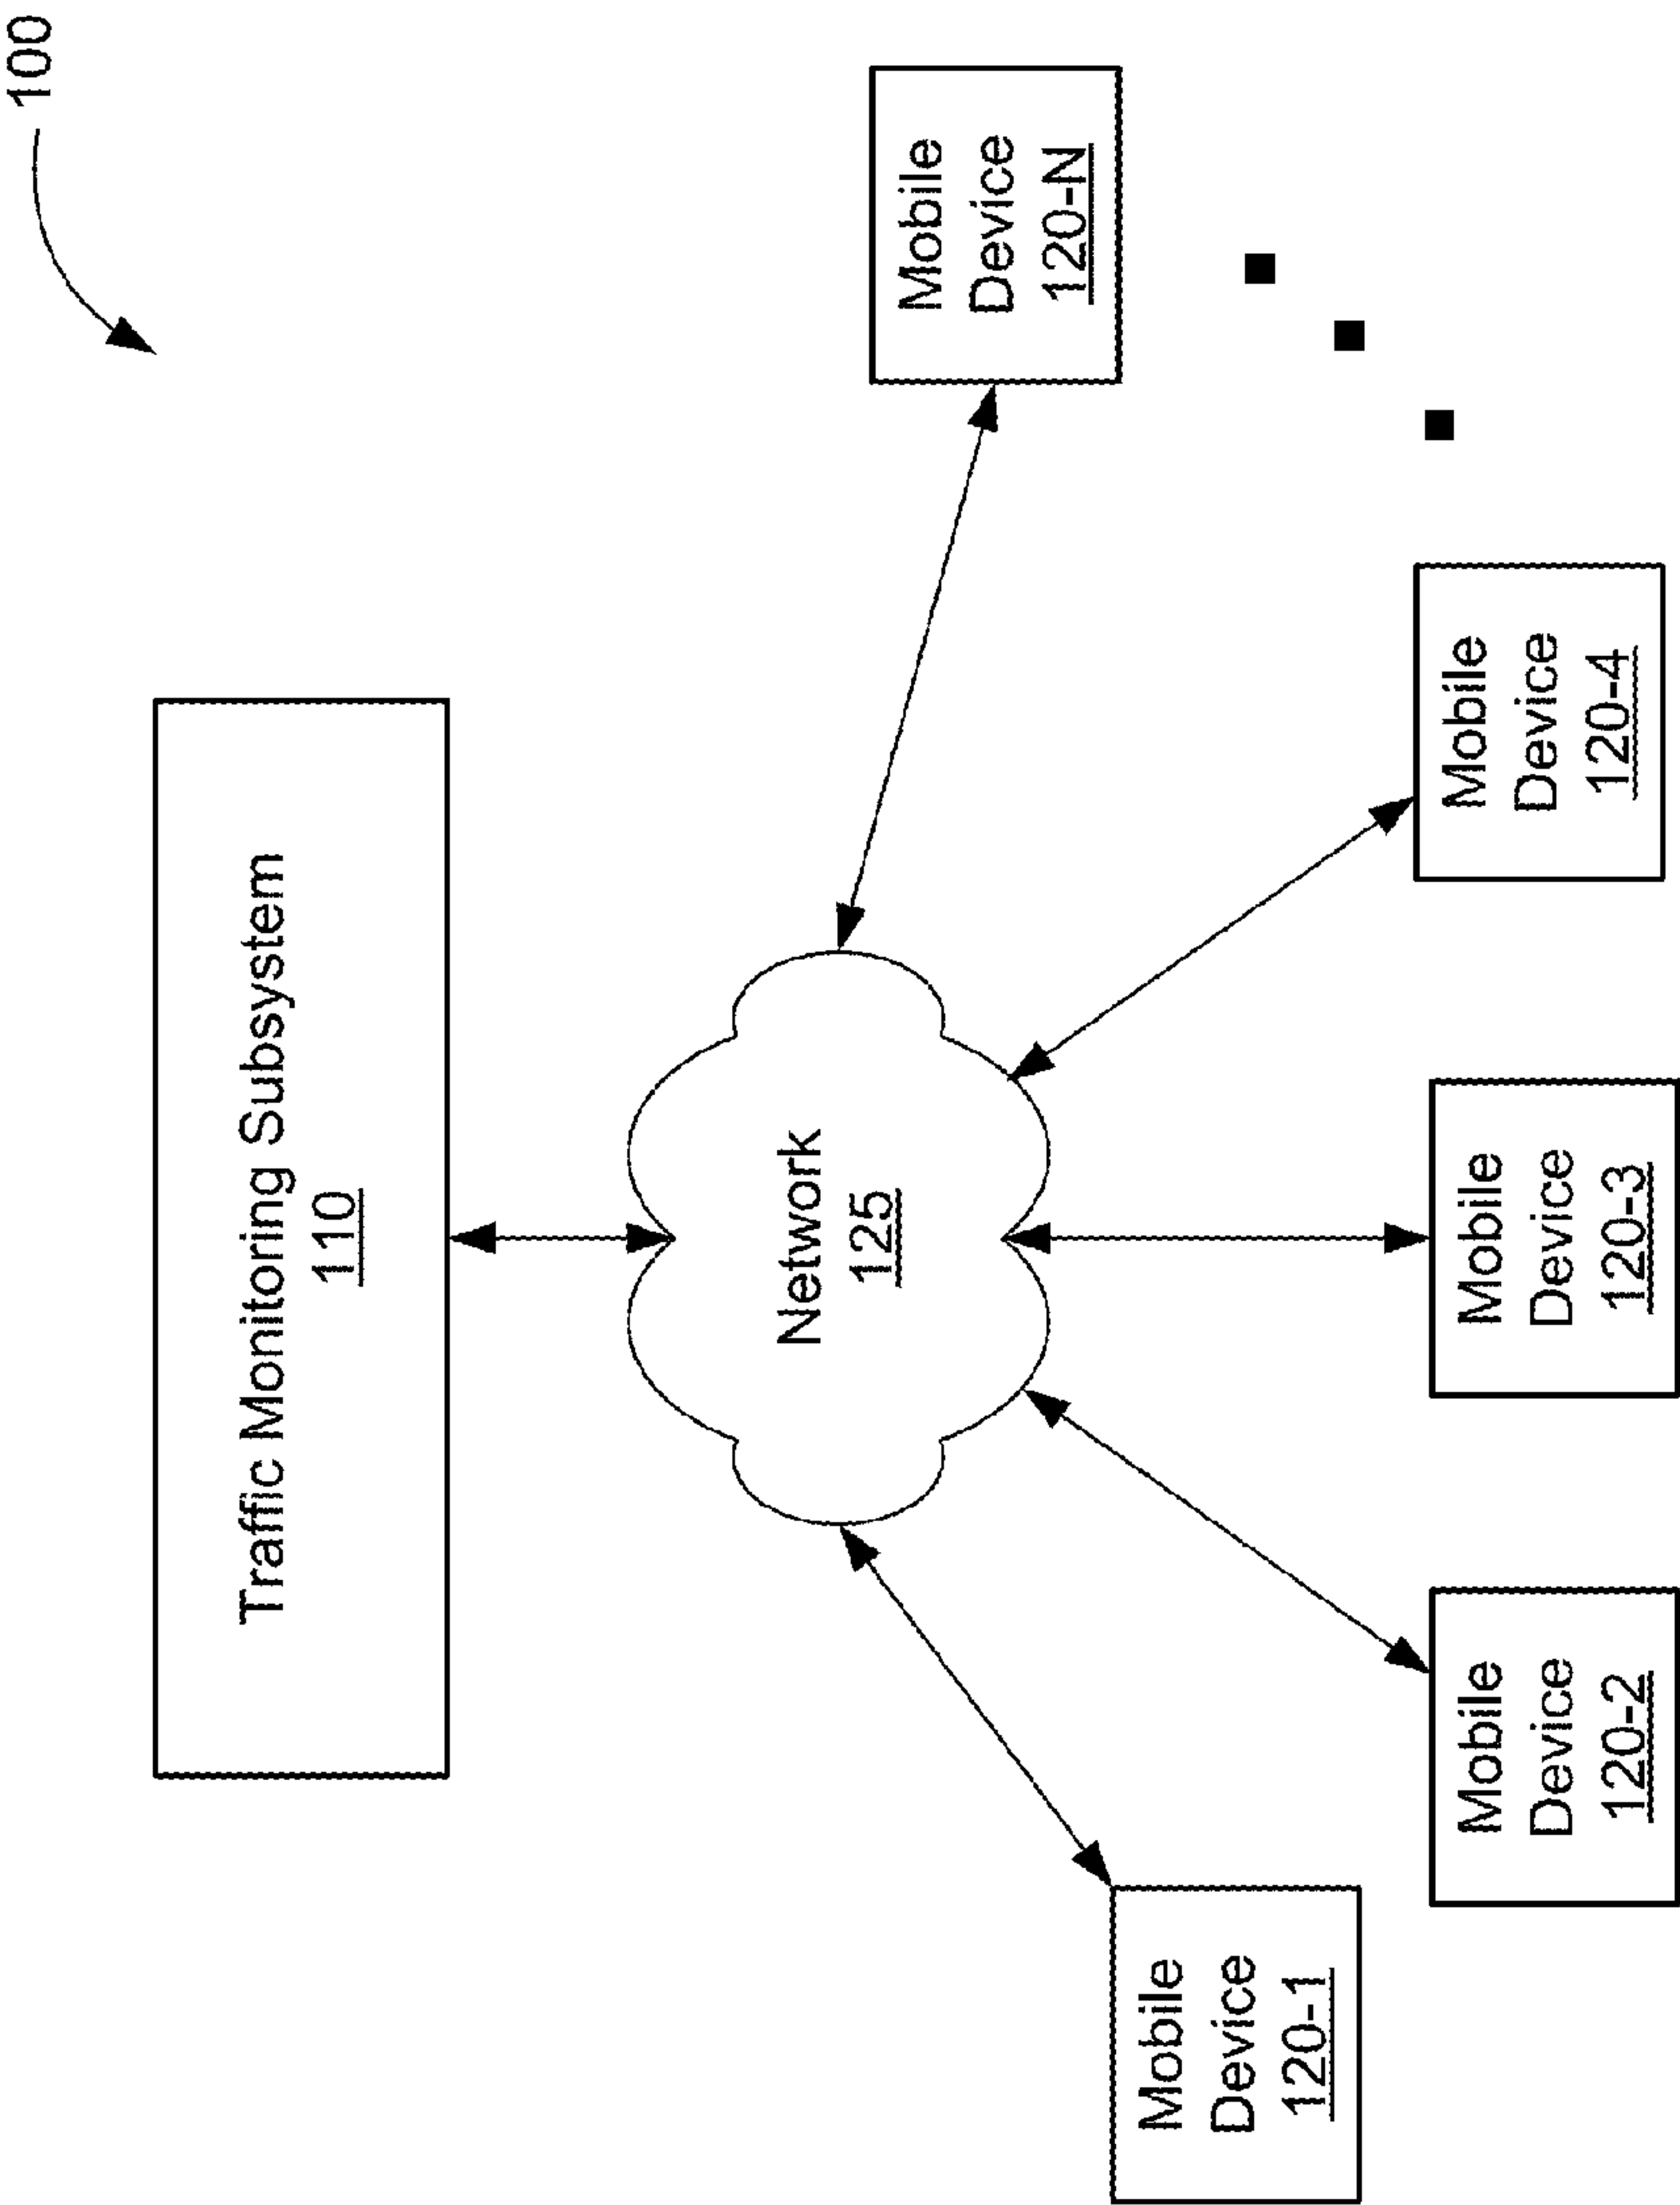 100
Traffic Monitoring Subsystem
110
Network
125
Mobile
Device
120-1
Mobile
Device
120-2
Mobile
Device
120-3
Mobile
Device
120-4
Mobile
Device
120-N